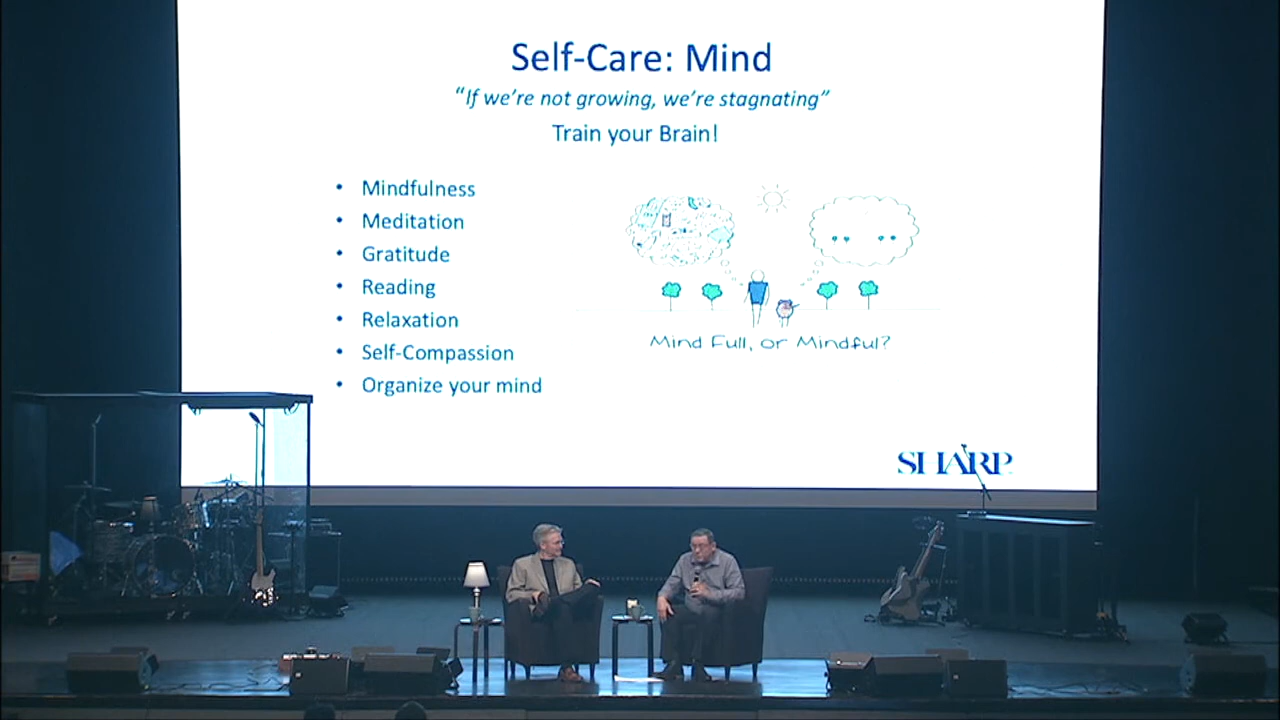 Self-Care: Mind
“If we’re not growing, we’re stagnating”
Train your Brain!
• Mindfulness
• Meditation
• Gratitude
• Reading
• Relaxation
• Self-Compassion
• Organize your mind
Mind Full, or Mindful?
SHARP